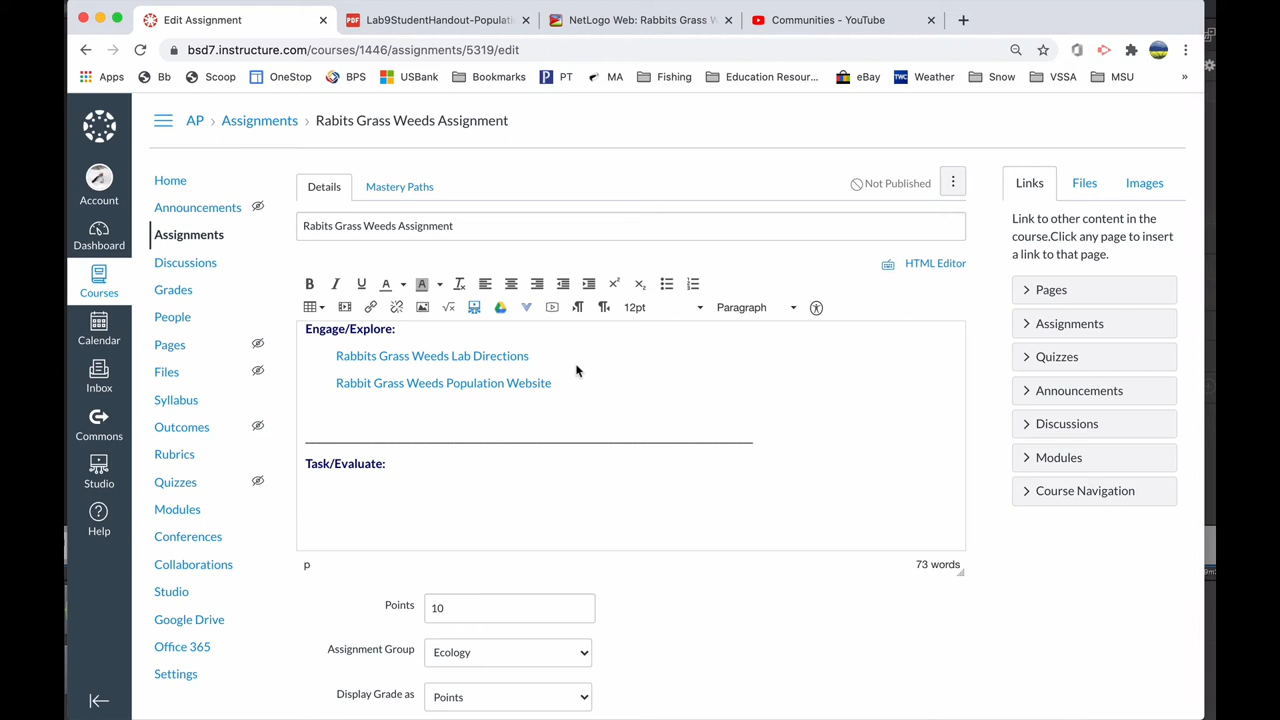 Edit Assignment
Lab9StudentHandout-Populati
NetLogo Web: Rabbits Grass W
Communities - YouTube
bsd7.instructure.com/courses/1446/assignments/5319/edit
Apps Bb Scoop OneStop BPS USBank Bookmarks PT MA Fishing Education Resour... eBay Weather Snow VSSA MSU »
AP › Assignments › Rabits Grass Weeds Assignment
Account
Dashboard
Courses
Calendar
Inbox
Commons
Studio
Help
Home
Announcements
Assignments
Discussions
Grades
People
Pages
Files
Syllabus
Outcomes
Rubrics
Quizzes
Modules
Conferences
Collaborations
Studio
Google Drive
Office 365
Settings
Details
Mastery Paths
Not Published
Rabits Grass Weeds Assignment
HTML Editor
12pt
Paragraph
Engage/Explore:
Rabbits Grass Weeds Lab Directions
Rabbit Grass Weeds Population Website
Task/Evaluate:
p
73 words
Points 10
Assignment Group Ecology
Display Grade as Points
Links
Files
Images
Link to other content in the
course.Click any page to insert
a link to that page.
Pages
Assignments
Quizzes
Announcements
Discussions
Modules
Course Navigation